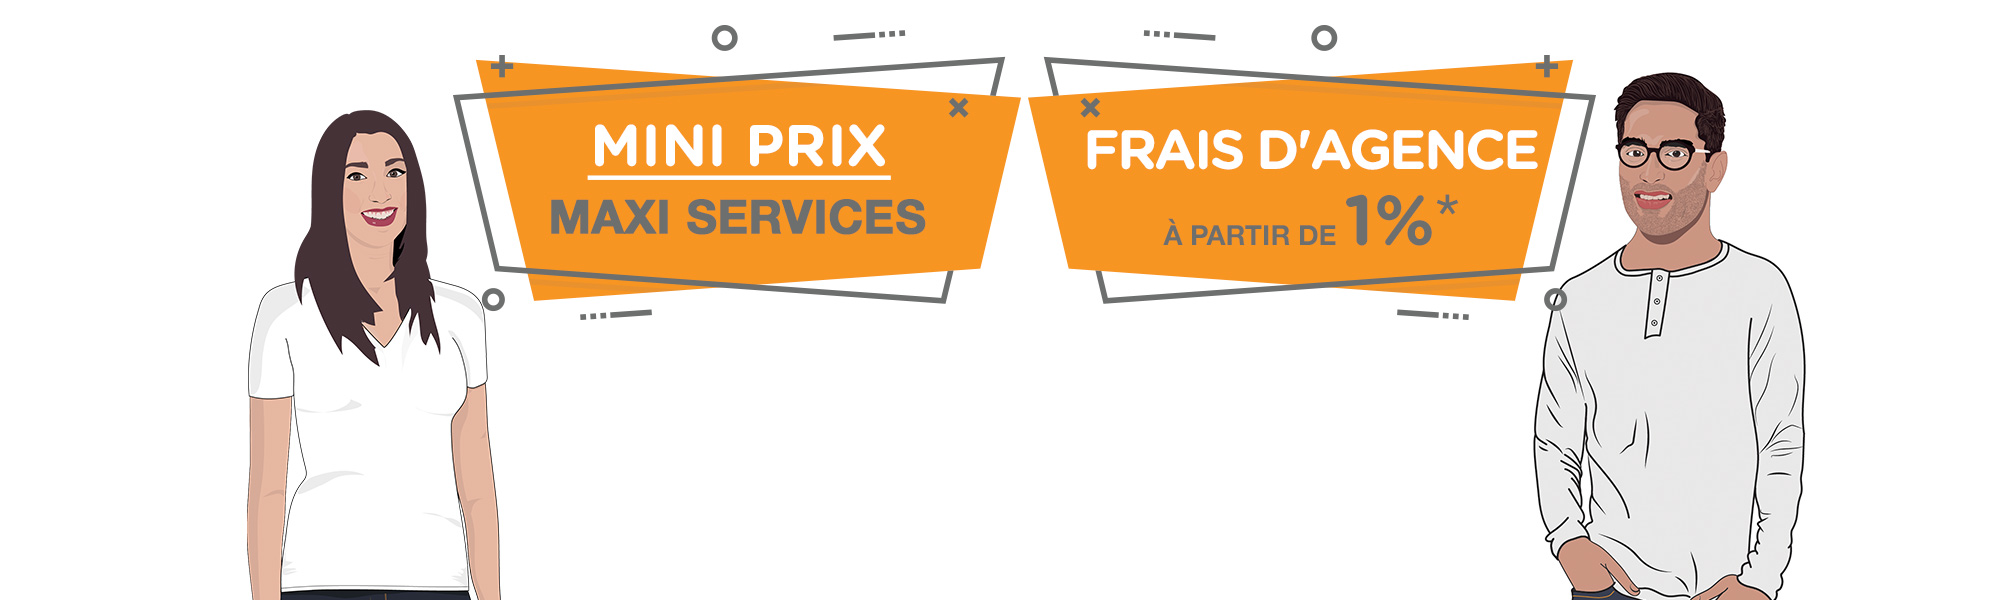 MINI PRIX
MAXI SERVICES
FRAIS D'AGENCE
À PARTIR DE 1%*